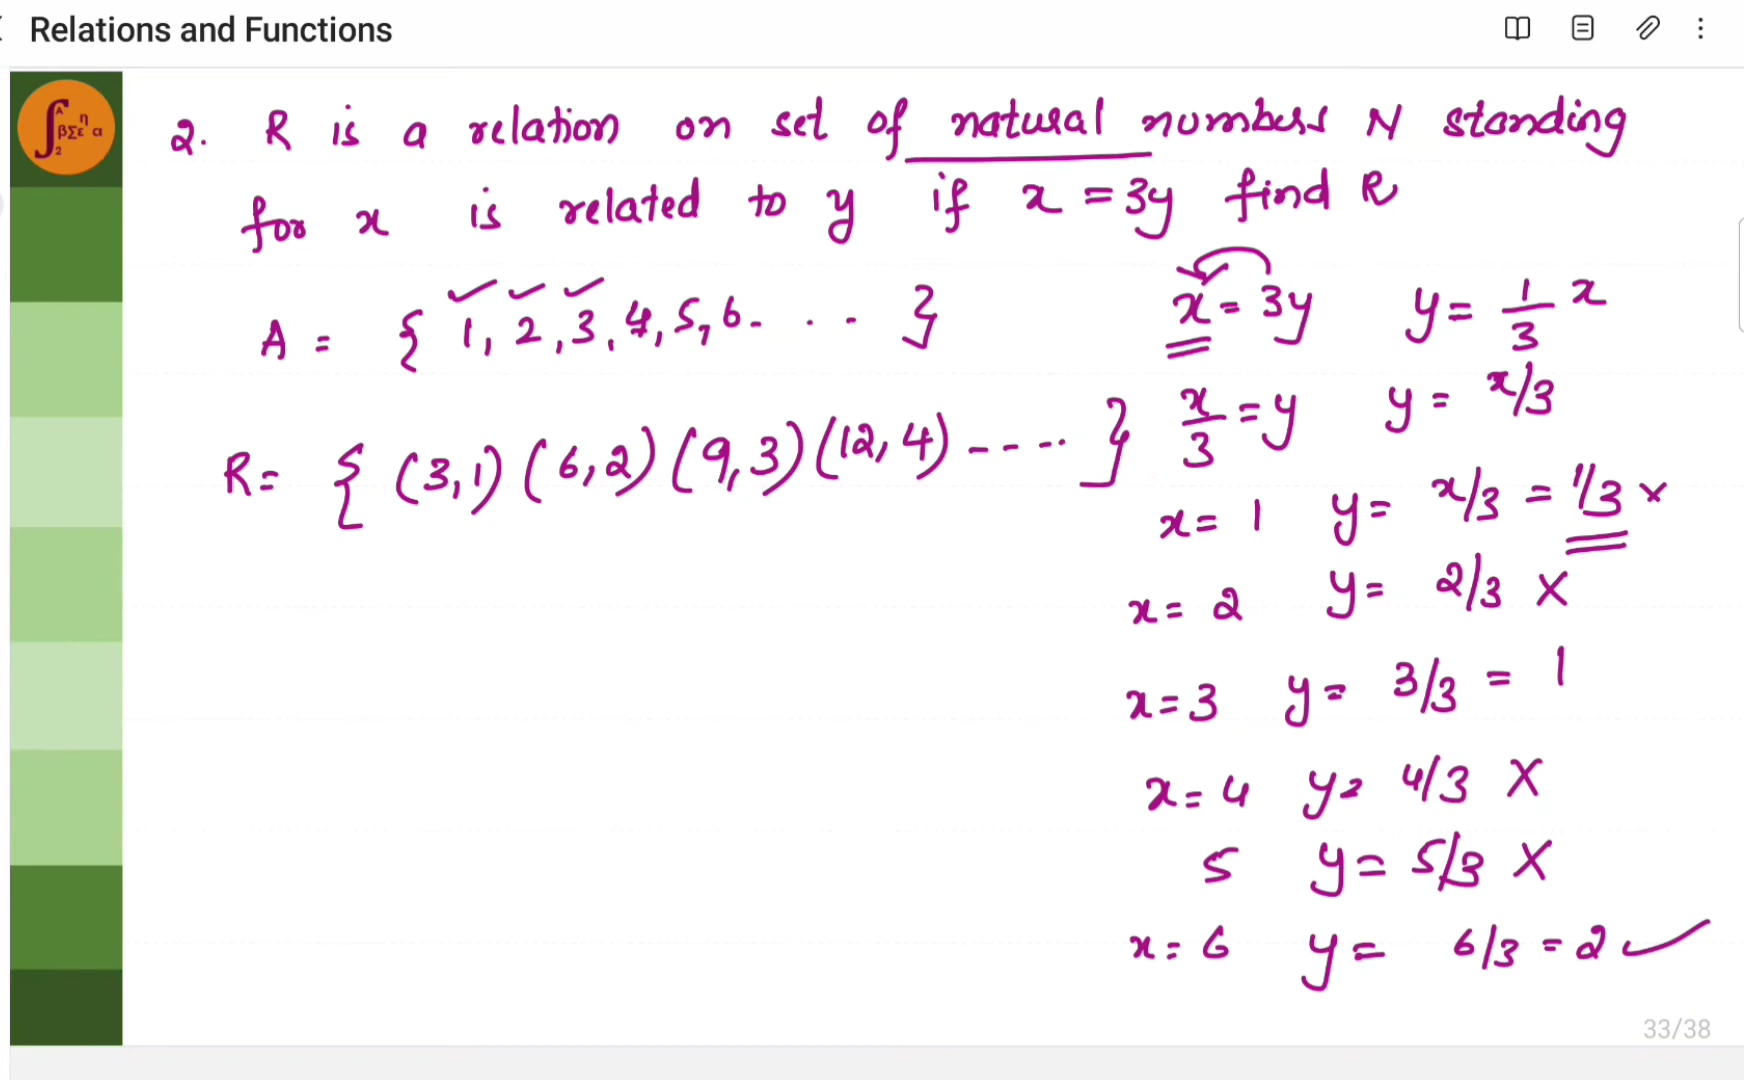 Relations and Functions
2. R is a relation on set of natural numbers N standing
for x is related to y if x = 3y find R
A = { 1, 2, 3, 4, 5, 6- . . - }
x = 3y y = 1/3 x
x/3 = y y = x/3
R = { (3,1) (6,2) (9,3) (12,4) ---- }
x = 1 y = x/3 = 1/3 ×
x = 2 y = 2/3 ×
x = 3 y = 3/3 = 1
x = 4 y = 4/3 ×
5 y = 5/3 ×
x = 6 y = 6/3 = 2 ✓
33/38